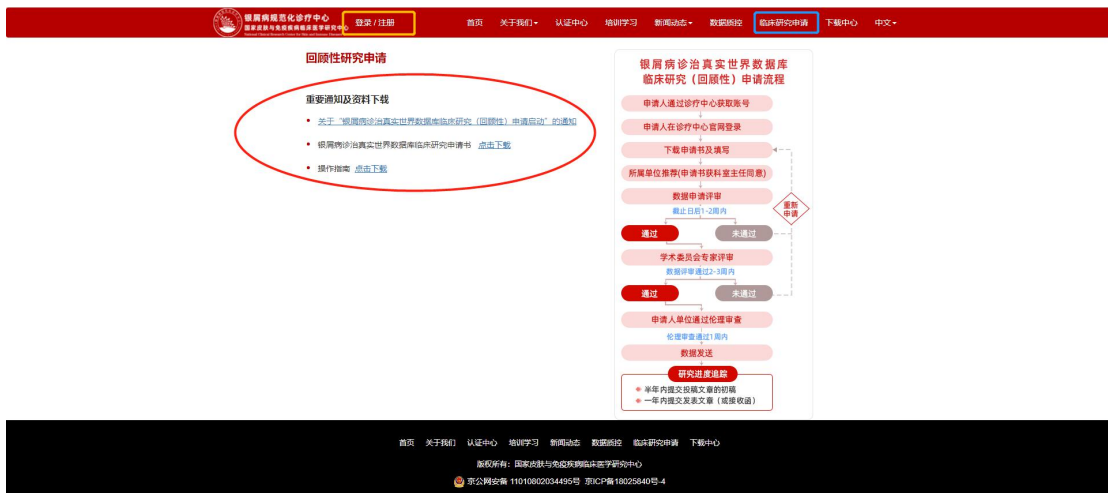 银屑病规范化诊疗中心
国家皮肤与免疫疾病临床医学研究中心
登录 / 注册
首页 关于我们 认证中心 培训学习 新闻动态 数据质控 临床研究申请 下载中心 中文
回顾性研究申请
重要通知及资料下载
关于“银屑病诊治真实世界数据库临床研究（回顾性）申请启动”的通知
银屑病诊治真实世界数据库临床研究申请书 点击下载
操作指南 点击下载
银屑病诊治真实世界数据库
临床研究（回顾性）申请流程
申请人通过诊疗中心获取账号
申请人在诊疗中心官网登录
下载申请书及填写
所属单位推荐(申请书获科室主任同意)
数据申请评审
截止日后1-2周内
重新
申请
通过 未通过
学术委员会专家评审
数据评审通过2-3周内
通过 未通过
申请人单位通过伦理审查
伦理审查通过1周内
数据发送
研究进度追踪
半年内提交投稿文章的初稿
一年内提交发表文章（或接收函）
首页 关于我们 认证中心 培训学习 新闻动态 数据质控 临床研究申请 下载中心
版权所有：国家皮肤与免疫疾病临床医学研究中心
京公网安备 11010802034495号 京ICP备18025840号-4